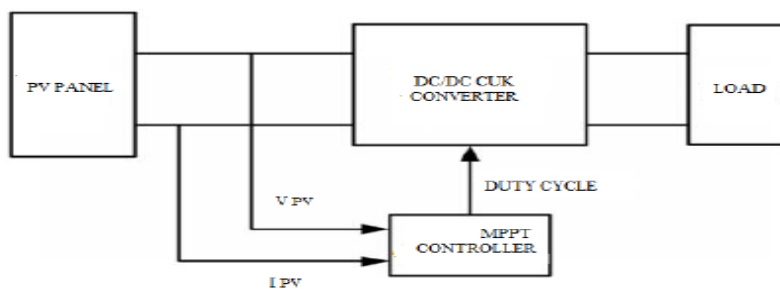 PV PANEL
DC/DC CUK
CONVERTER
LOAD
DUTY CYCLE
V PV
MPPT
CONTROLLER
I PV